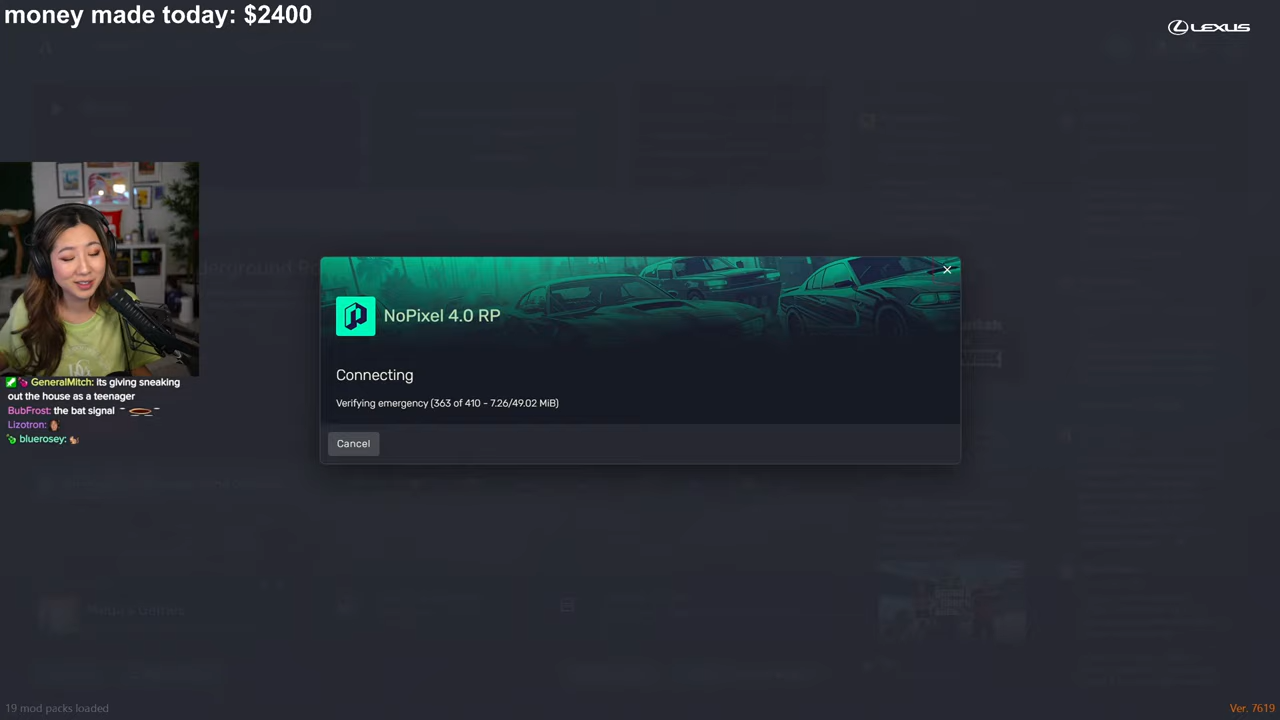 money made today: $2400
LEXUS
NoPixel 4.0 RP
Connecting
Verifying emergency (363 of 410 - 7.26/49.02 MiB)
Cancel
GeneralMitch: its giving sneaking
out the house as a teenager
BubFrost: the bat signal
Lizotron:
bluerosey:
19 mod packs loaded
Ver. 7619